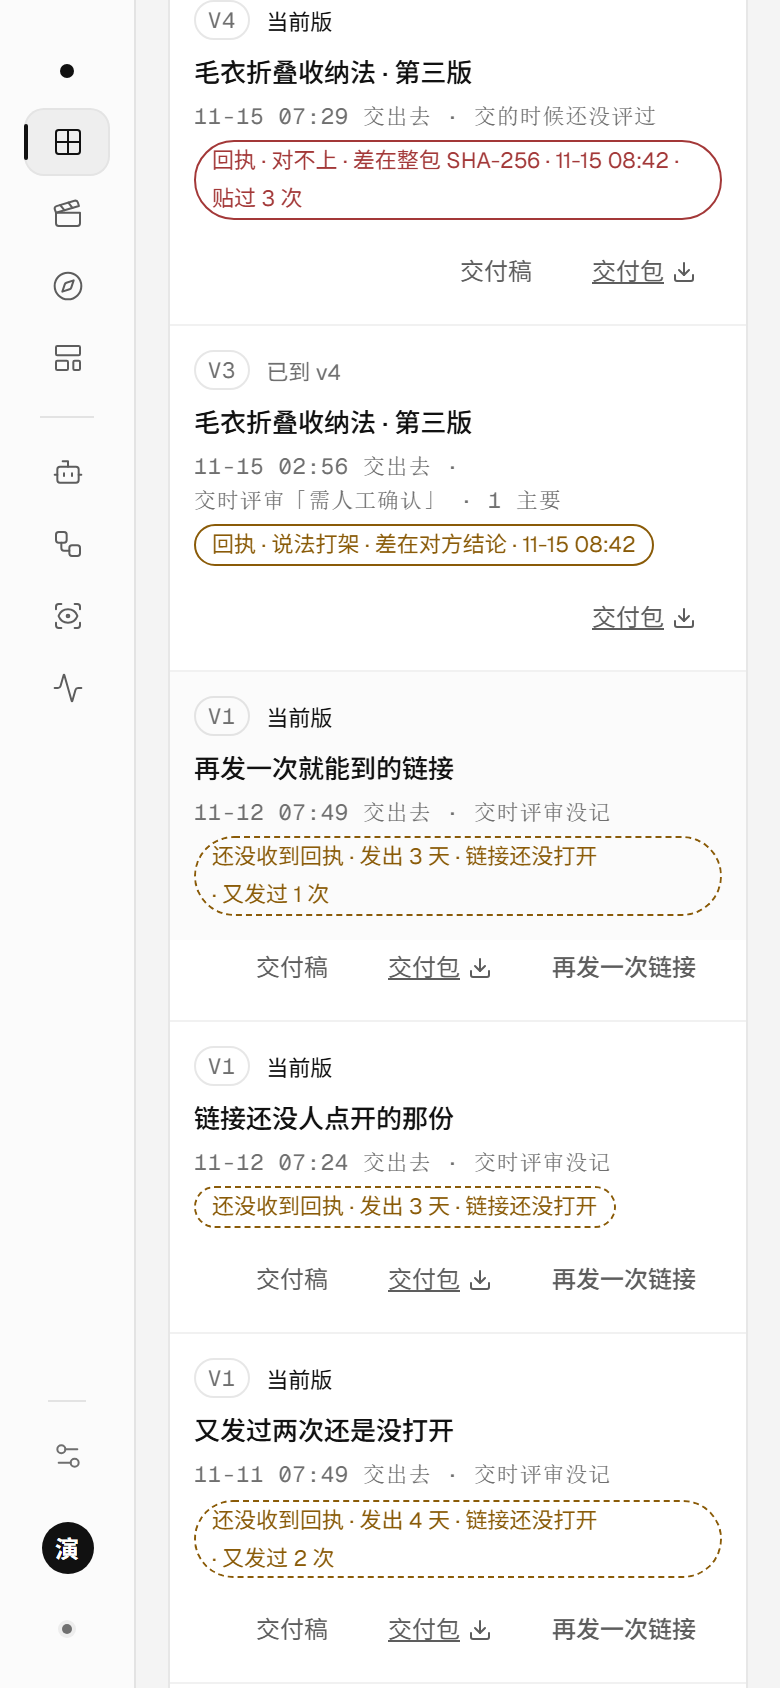 V4 当前版
毛衣折叠收纳法 · 第三版
11-15 07:29 交出去 · 交的时候还没评过
回执 · 对不上 · 差在整包 SHA-256 · 11-15 08:42 ·
贴过 3 次
交付稿 交付包
V3 已到 v4
毛衣折叠收纳法 · 第三版
11-15 02:56 交出去 ·
交时评审「需人工确认」 · 1 主要
回执 · 说法打架 · 差在对方结论 · 11-15 08:42
交付包
V1 当前版
再发一次就能到的链接
11-12 07:49 交出去 · 交时评审没记
还没收到回执 · 发出 3 天 · 链接还没打开
· 又发过 1 次
交付稿 交付包 再发一次链接
V1 当前版
链接还没人点开的那份
11-12 07:24 交出去 · 交时评审没记
还没收到回执 · 发出 3 天 · 链接还没打开
交付稿 交付包 再发一次链接
V1 当前版
又发过两次还是没打开
11-11 07:49 交出去 · 交时评审没记
还没收到回执 · 发出 4 天 · 链接还没打开
· 又发过 2 次
交付稿 交付包 再发一次链接
演